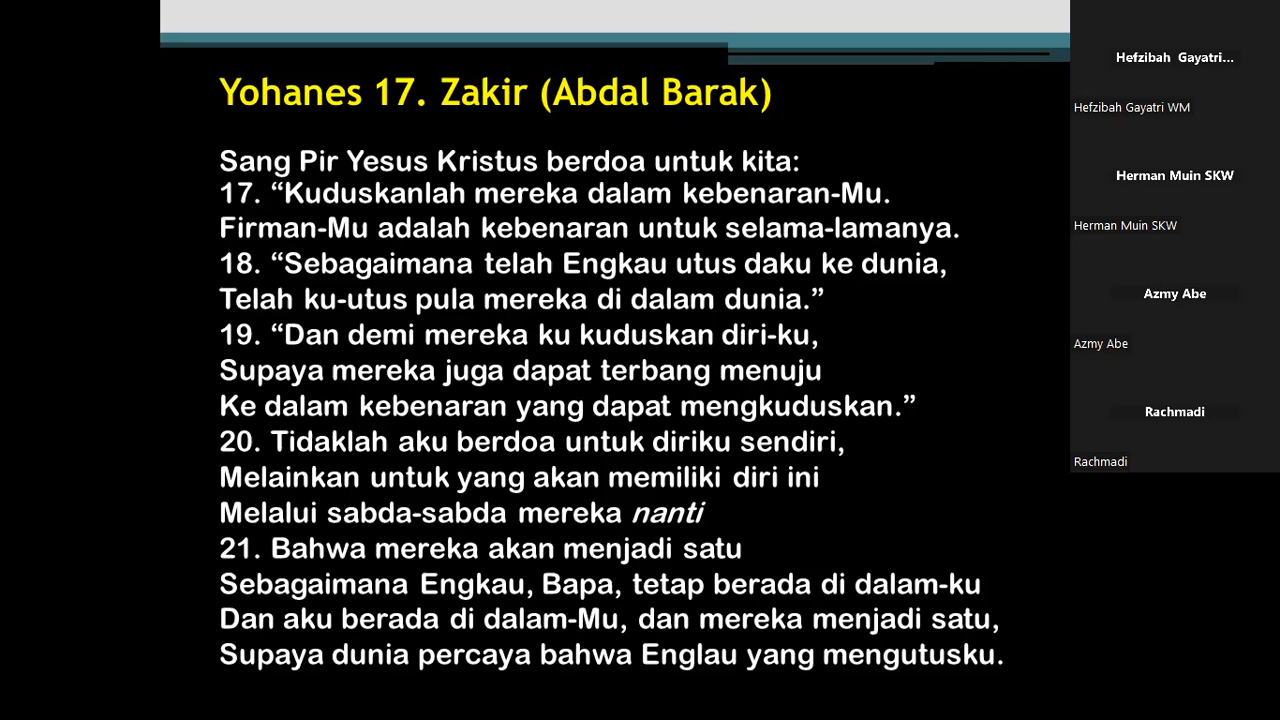 Yohanes 17. Zakir (Abdal Barak)
Sang Pir Yesus Kristus berdoa untuk kita:
17. “Kuduskanlah mereka dalam kebenaran-Mu.
Firman-Mu adalah kebenaran untuk selama-lamanya.
18. “Sebagaimana telah Engkau utus daku ke dunia,
Telah ku-utus pula mereka di dalam dunia.”
19. “Dan demi mereka ku kuduskan diri-ku,
Supaya mereka juga dapat terbang menuju
Ke dalam kebenaran yang dapat mengkuduskan.”
20. Tidaklah aku berdoa untuk diriku sendiri,
Melainkan untuk yang akan memiliki diri ini
Melalui sabda-sabda mereka nanti
21. Bahwa mereka akan menjadi satu
Sebagaimana Engkau, Bapa, tetap berada di dalam-ku
Dan aku berada di dalam-Mu, dan mereka menjadi satu,
Supaya dunia percaya bahwa Englau yang mengutusku.
Hefzibah Gayatri...
Hefzibah Gayatri WM
Herman Muin SKW
Herman Muin SKW
Azmy Abe
Azmy Abe
Rachmadi
Rachmadi